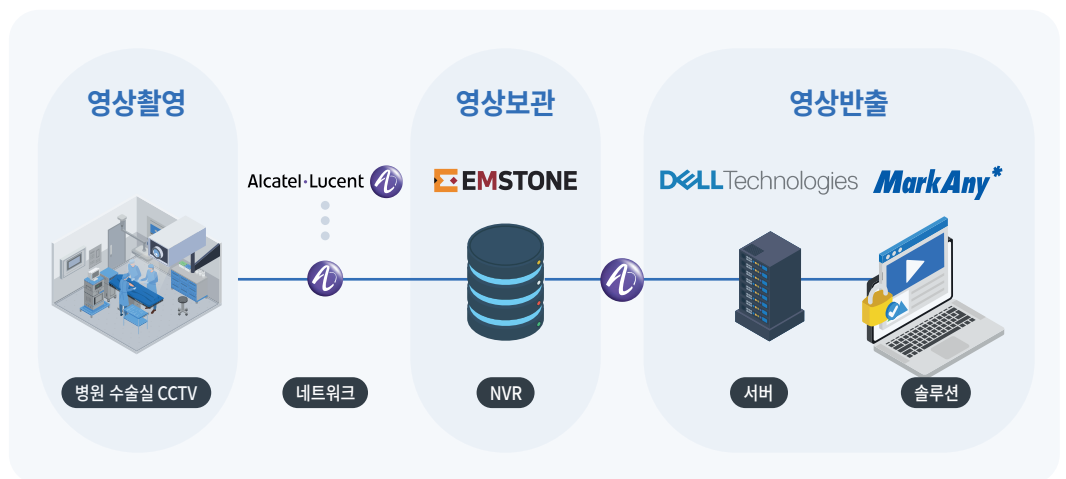 영상촬영
영상보관
영상반출
Alcatel·Lucent
EMSTONE
DELLTechnologies
MarkAny*
병원 수술실 CCTV
네트워크
NVR
서버
솔루션